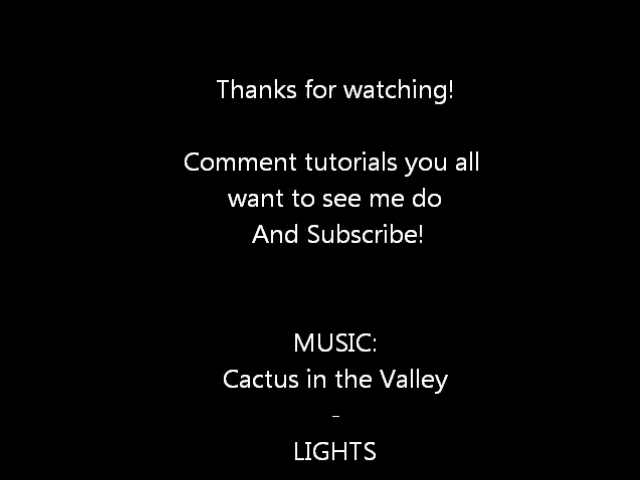 Thanks for watching!
Comment tutorials you all
want to see me do
And Subscribe!
MUSIC:
Cactus in the Valley
-
LIGHTS